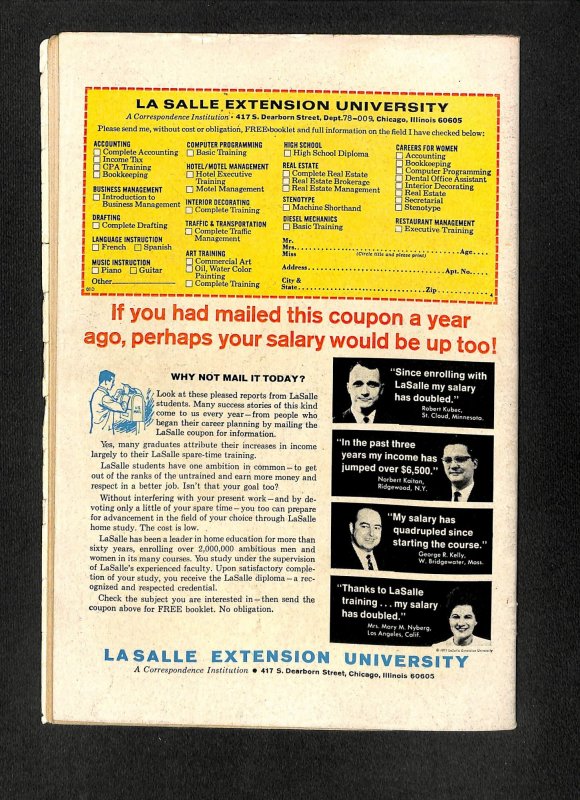 LA SALLE EXTENSION UNIVERSITY
A Correspondence Institution • 417 S. Dearborn Street, Dept. 78-009, Chicago, Illinois 60605
Please send me, without cost or obligation, FREE booklet and full information on the field I have checked below:
ACCOUNTING
Complete Accounting
Income Tax
CPA Training
Bookkeeping
BUSINESS MANAGEMENT
Introduction to
Business Management
DRAFTING
Complete Drafting
LANGUAGE INSTRUCTION
French Spanish
MUSIC INSTRUCTION
Piano Guitar
Other
COMPUTER PROGRAMMING
Basic Training
HOTEL/MOTEL MANAGEMENT
Hotel Executive
Training
Motel Management
INTERIOR DECORATING
Complete Training
TRAFFIC & TRANSPORTATION
Complete Traffic
Management
ART TRAINING
Commercial Art
Oil, Water Color
Painting
Complete Training
HIGH SCHOOL
High School Diploma
REAL ESTATE
Complete Real Estate
Real Estate Brokerage
Real Estate Management
STENOTYPE
Machine Shorthand
DIESEL MECHANICS
Basic Training
CAREERS FOR WOMEN
Accounting
Bookkeeping
Computer Programming
Dental Office Assistant
Interior Decorating
Real Estate
Secretarial
Stenotype
RESTAURANT MANAGEMENT
Executive Training
Mr.
Mrs. Age
Miss (Circle title and please print)
Address Apt. No.
City &
State Zip
If you had mailed this coupon a year
ago, perhaps your salary would be up too!
WHY NOT MAIL IT TODAY?
Look at these pleased reports from LaSalle
students. Many success stories of this kind
come to us every year—from people who
began their career planning by mailing the
LaSalle coupon for information.
Yes, many graduates attribute their increases in income
largely to their LaSalle spare-time training.
LaSalle students have one ambition in common—to get
out of the ranks of the untrained and earn more money and
respect in a better job. Isn't that your goal too?
Without interfering with your present work—and by de-
voting only a little of your spare time—you too can prepare
for advancement in the field of your choice through LaSalle
home study. The cost is low.
LaSalle has been a leader in home education for more than
sixty years, enrolling over 2,000,000 ambitious men and
women in its many courses. You study under the supervision
of LaSalle's experienced faculty. Upon satisfactory comple-
tion of your study, you receive the LaSalle diploma—a rec-
ognized and respected credential.
Check the subject you are interested in—then send the
coupon above for FREE booklet. No obligation.
"Since enrolling with
LaSalle my salary
has doubled."
Robert Kubec,
St. Cloud, Minnesota.
"In the past three
years my income has
jumped over $6,500."
Norbert Kaiton,
Ridgewood, N.Y.
"My salary has
quadrupled since
starting the course."
George R. Kelly,
W. Bridgewater, Mass.
"Thanks to LaSalle
training . . . my salary
has doubled."
Mrs. Mary M. Nyberg,
Los Angeles, Calif.
LA SALLE EXTENSION UNIVERSITY
A Correspondence Institution • 417 S. Dearborn Street, Chicago, Illinois 60605